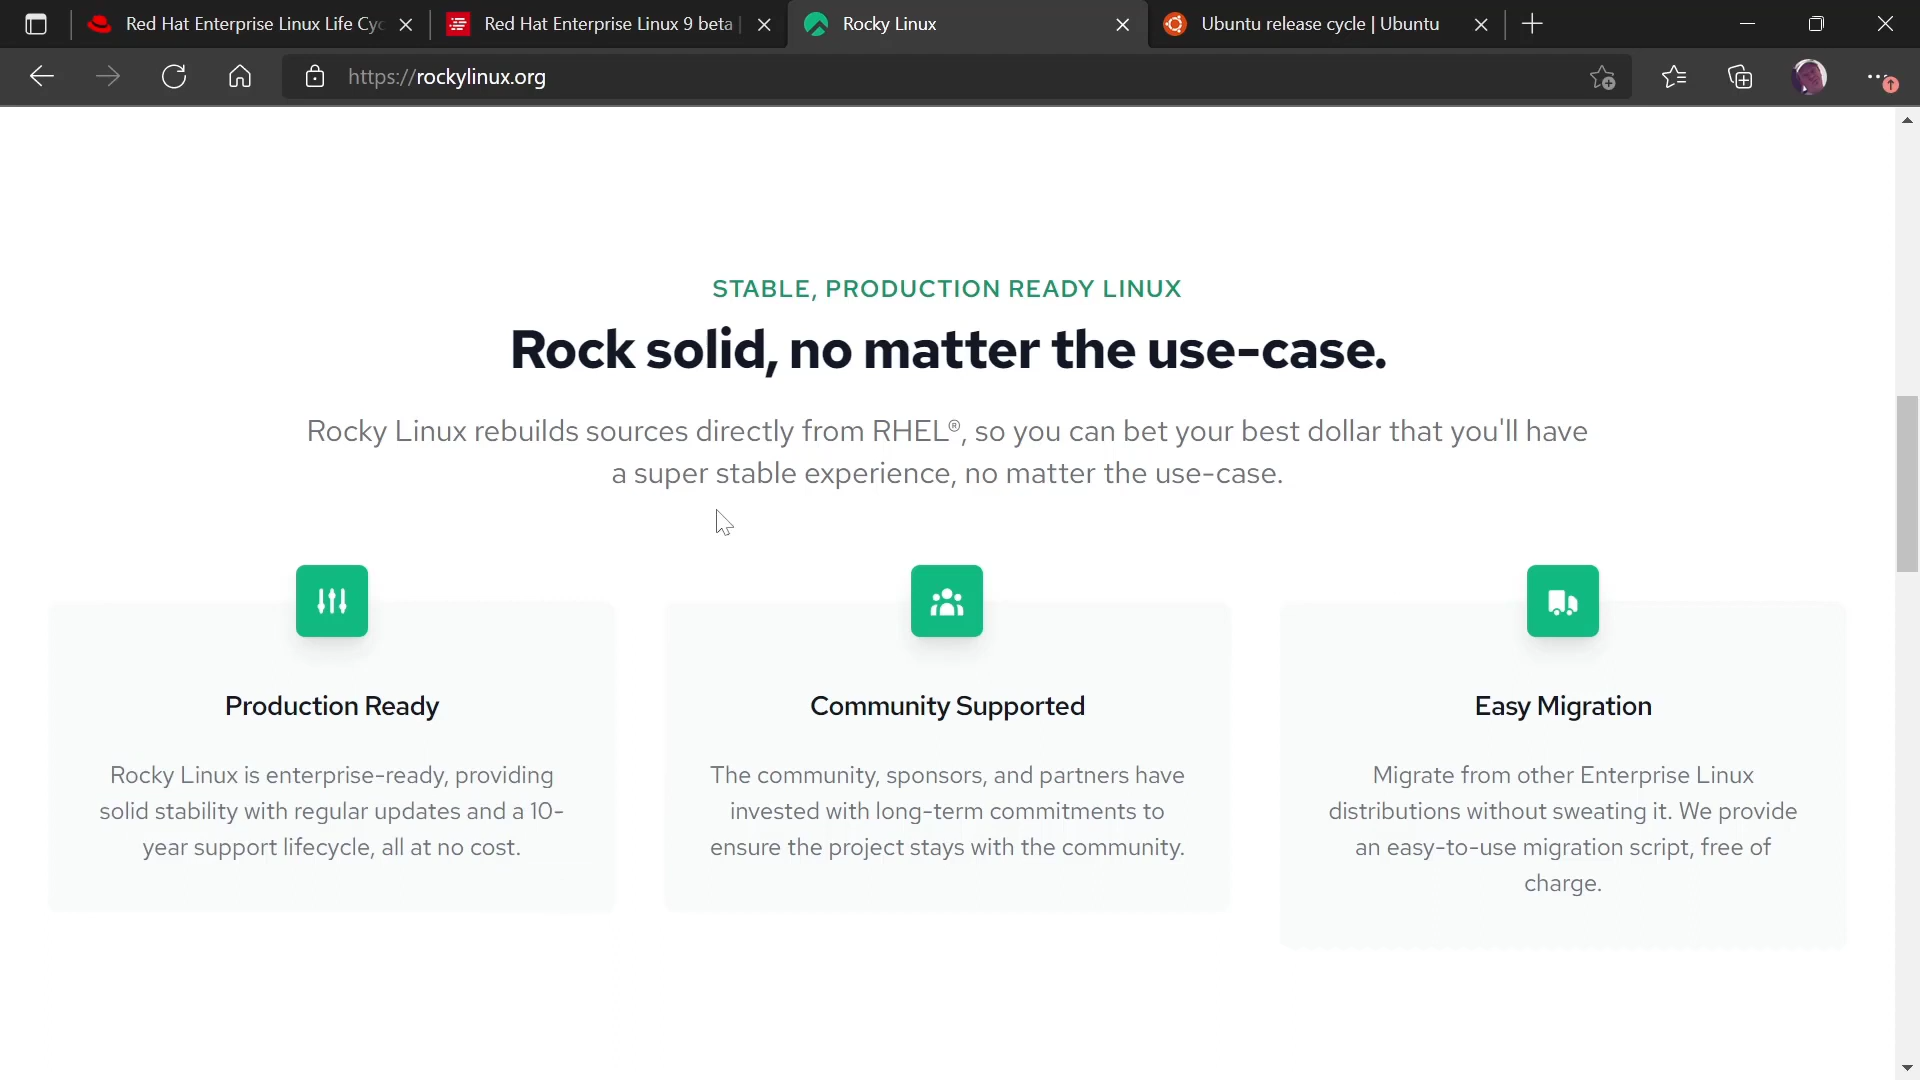 Red Hat Enterprise Linux Life Cyc
Red Hat Enterprise Linux 9 beta
Rocky Linux
Ubuntu release cycle | Ubuntu
https://rockylinux.org
STABLE, PRODUCTION READY LINUX
Rock solid, no matter the use-case.
Rocky Linux rebuilds sources directly from RHEL®, so you can bet your best dollar that you'll have
a super stable experience, no matter the use-case.
Production Ready
Rocky Linux is enterprise-ready, providing
solid stability with regular updates and a 10-
year support lifecycle, all at no cost.
Community Supported
The community, sponsors, and partners have
invested with long-term commitments to
ensure the project stays with the community.
Easy Migration
Migrate from other Enterprise Linux
distributions without sweating it. We provide
an easy-to-use migration script, free of
charge.